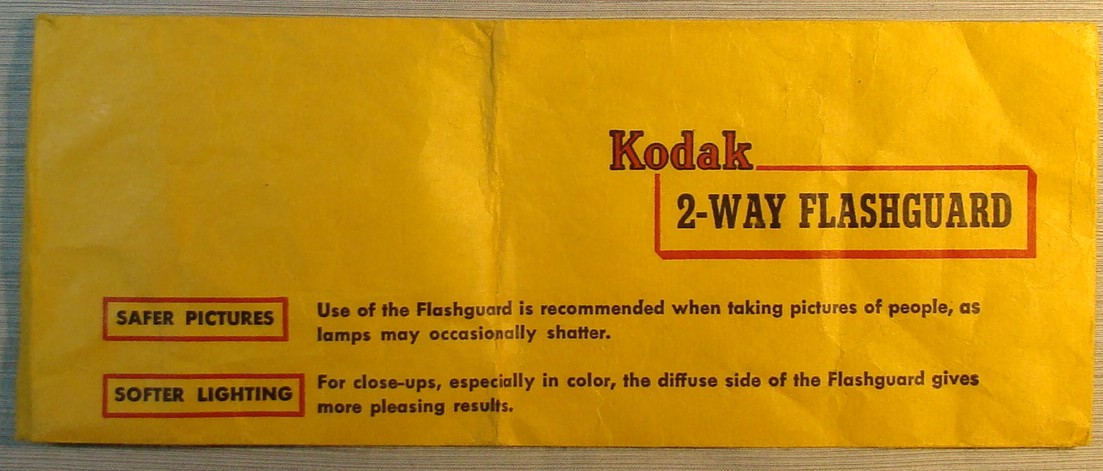 Kodak
2-WAY FLASHGUARD
SAFER PICTURES
Use of the Flashguard is recommended when taking pictures of people, as
lamps may occasionally shatter.
SOFTER LIGHTING
For close-ups, especially in color, the diffuse side of the Flashguard gives
more pleasing results.